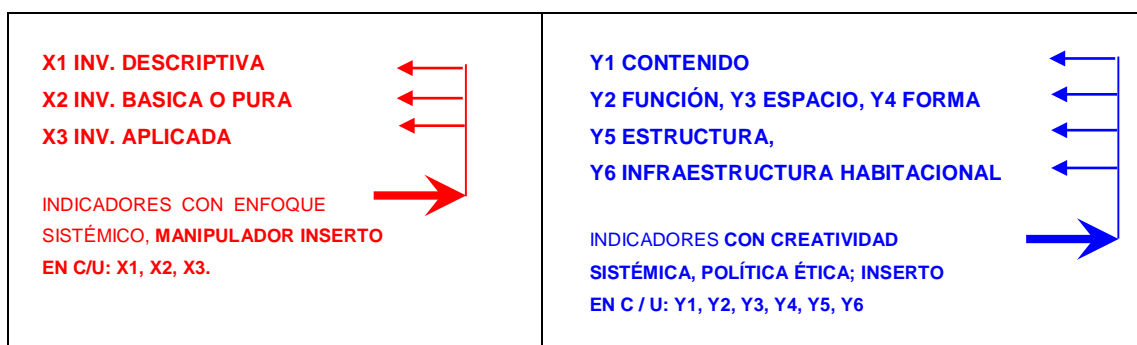 X1 INV. DESCRIPTIVA
X2 INV. BASICA O PURA
X3 INV. APLICADA
INDICADORES CON ENFOQUE
SISTÉMICO, MANIPULADOR INSERTO
EN C/U: X1, X2, X3.
Y1 CONTENIDO
Y2 FUNCIÓN, Y3 ESPACIO, Y4 FORMA
Y5 ESTRUCTURA,
Y6 INFRAESTRUCTURA HABITACIONAL
INDICADORES CON CREATIVIDAD
SISTÉMICA, POLÍTICA ÉTICA; INSERTO
EN C / U: Y1, Y2, Y3, Y4, Y5, Y6